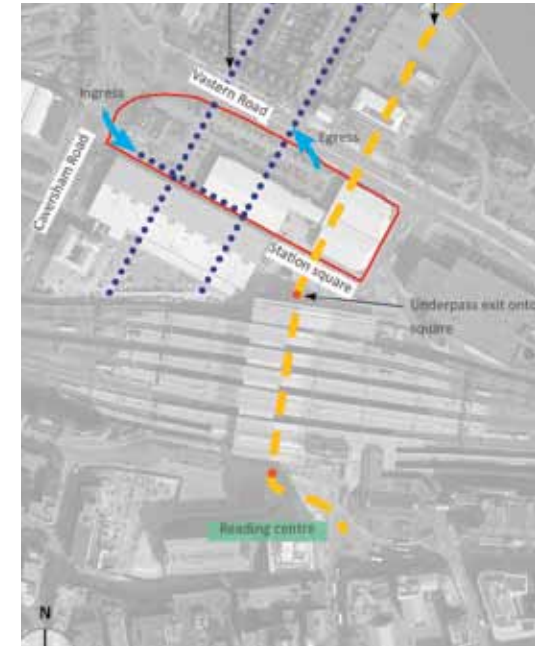 Ingress
Vastern Road
Egress
Caversham Road
Station square
Underpass exit onto
square
Reading centre
N